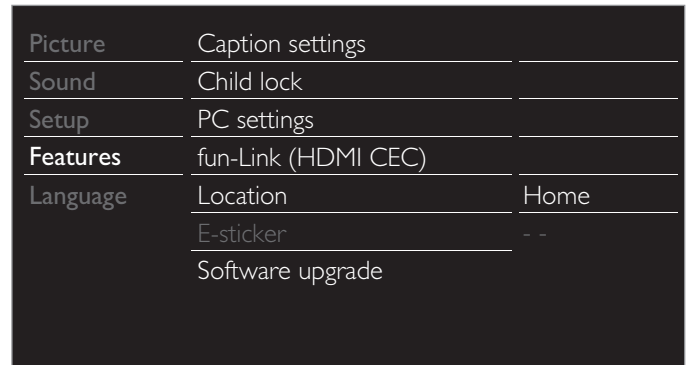 Picture Caption settings
Sound Child lock
Setup PC settings
Features fun-Link (HDMI CEC)
Language Location Home
E-sticker - -
Software upgrade